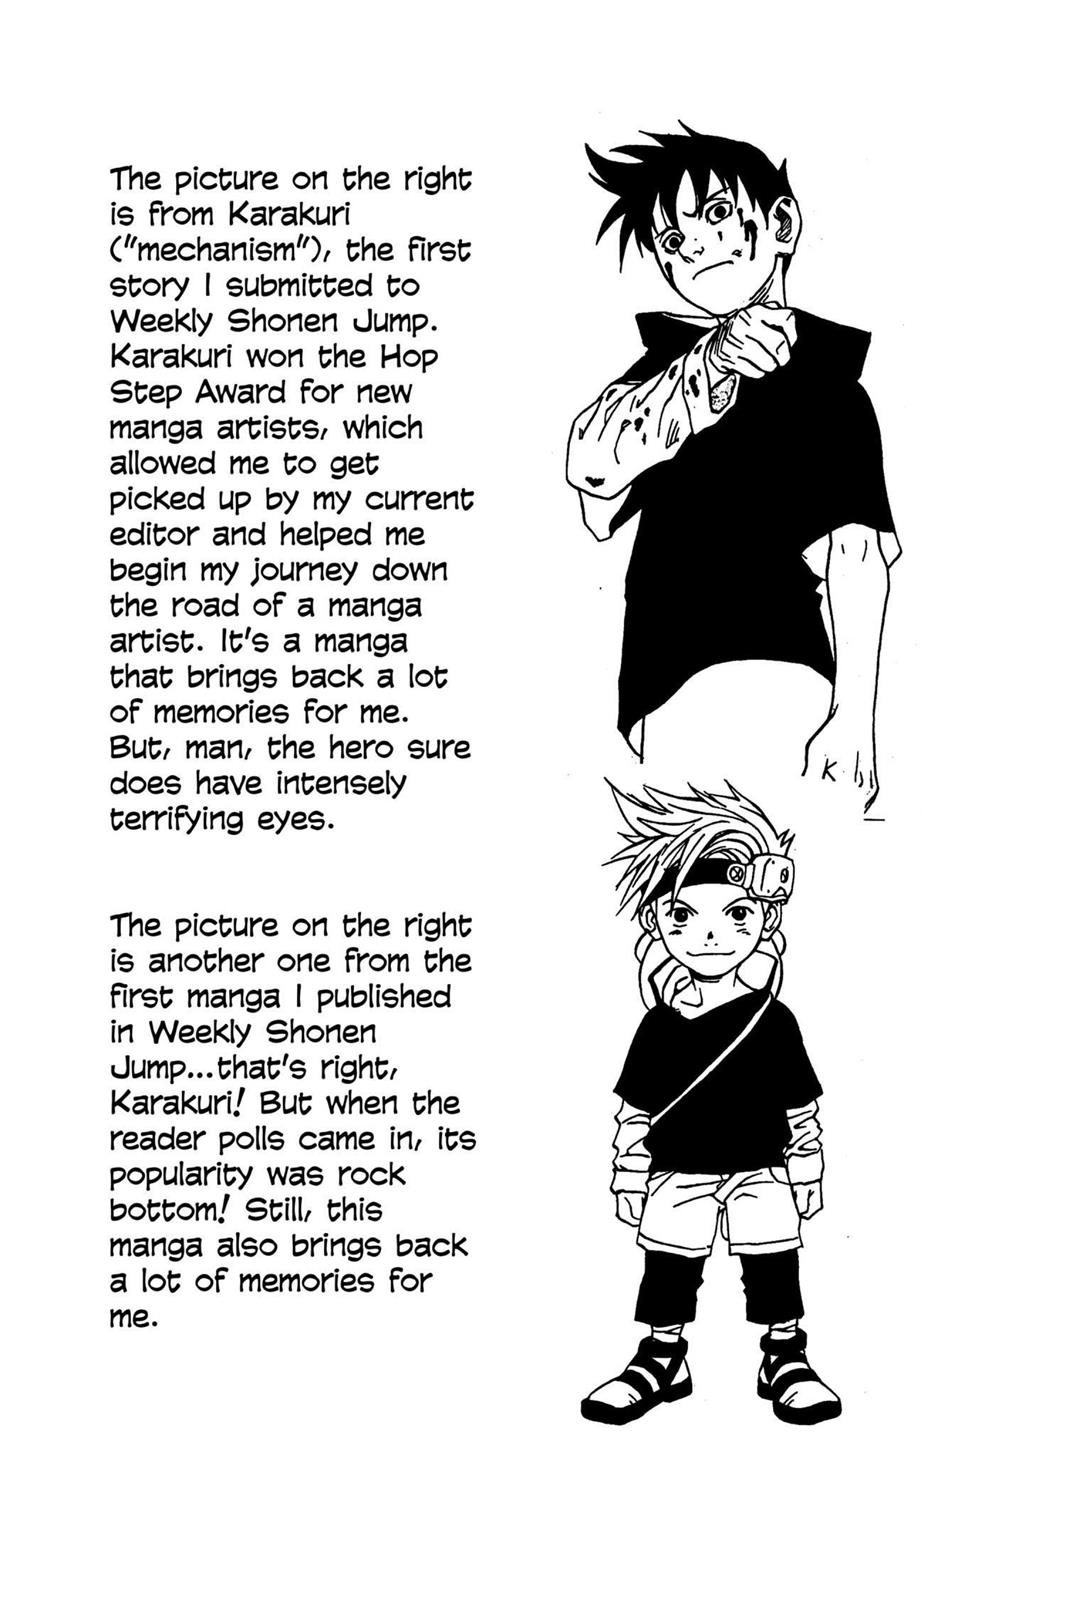 The picture on the right
is from Karakuri
("mechanism"), the first
story I submitted to
Weekly Shonen Jump.
Karakuri won the Hop
Step Award for new
manga artists, which
allowed me to get
picked up by my current
editor and helped me
begin my journey down
the road of a manga
artist. It's a manga
that brings back a lot
of memories for me.
But, man, the hero sure
does have intensely
terrifying eyes.
K
The picture on the right
is another one from the
first manga I published
in Weekly Shonen
Jump...that's right,
Karakuri! But when the
reader polls came in, its
popularity was rock
bottom! Still, this
manga also brings back
a lot of memories for
me.